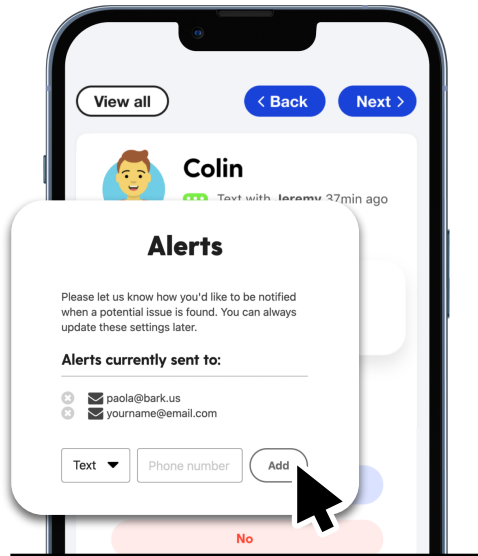 View all
< Back
Next >
Colin
Text with Jeremy 37min ago
Alerts
Please let us know how you'd like to be notified
when a potential issue is found. You can always
update these settings later.
Alerts currently sent to:
paola@bark.us
yourname@email.com
Text
Phone number
Add
No